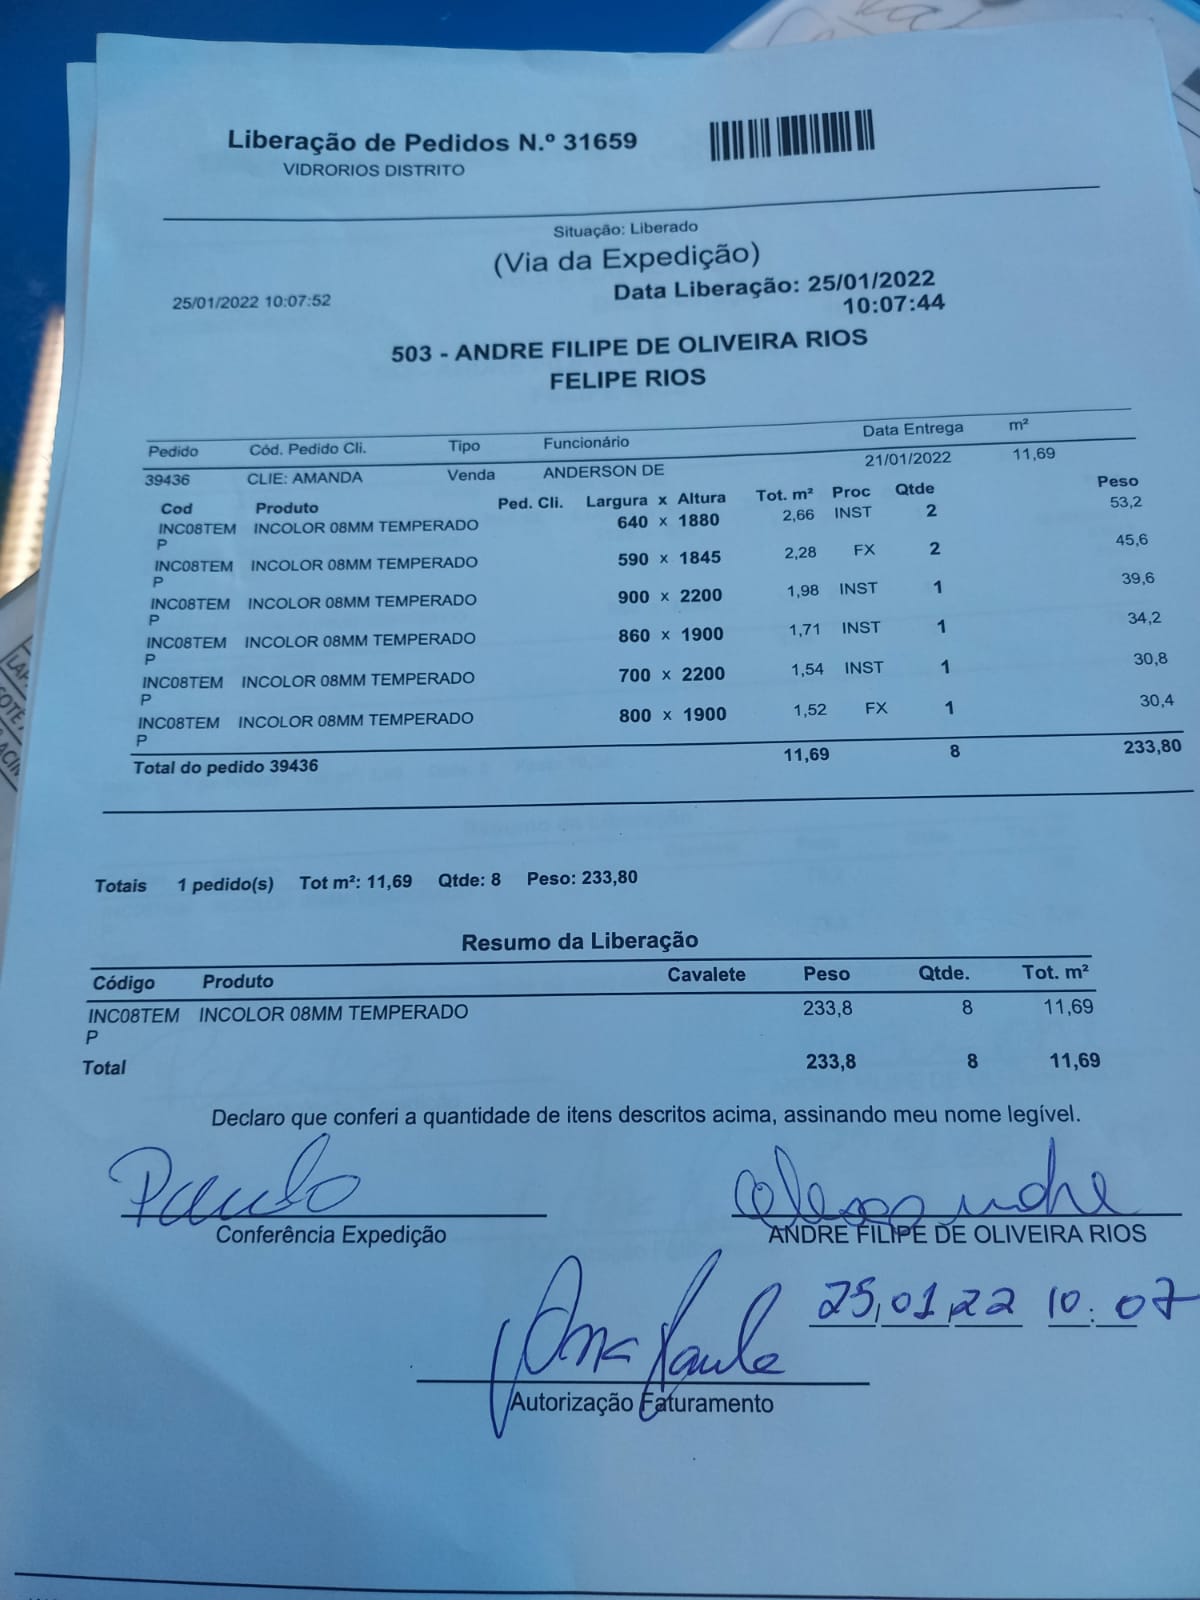 Liberação de Pedidos N.º 31659
VIDRORIOS DISTRITO
Situação: Liberado
(Via da Expedição)
25/01/2022 10:07:52
Data Liberação: 25/01/2022
10:07:44
503 - ANDRE FILIPE DE OLIVEIRA RIOS
FELIPE RIOS
Pedido Cód. Pedido Cli. Tipo Funcionário Data Entrega m²
39436 CLIE: AMANDA Venda ANDERSON DE 21/01/2022 11,69
Cod Produto Ped. Cli. Largura x Altura Tot. m² Proc Qtde Peso
INC08TEM INCOLOR 08MM TEMPERADO 640 x 1880 2,66 INST 2 53,2
P
INC08TEM INCOLOR 08MM TEMPERADO 590 x 1845 2,28 FX 2 45,6
P
INC08TEM INCOLOR 08MM TEMPERADO 900 x 2200 1,98 INST 1 39,6
P
INC08TEM INCOLOR 08MM TEMPERADO 860 x 1900 1,71 INST 1 34,2
P
INC08TEM INCOLOR 08MM TEMPERADO 700 x 2200 1,54 INST 1 30,8
P
INC08TEM INCOLOR 08MM TEMPERADO 800 x 1900 1,52 FX 1 30,4
P
Total do pedido 39436 11,69 8 233,80
Totais 1 pedido(s) Tot m²: 11,69 Qtde: 8 Peso: 233,80
Resumo da Liberação
Código Produto Cavalete Peso Qtde. Tot. m²
INC08TEM INCOLOR 08MM TEMPERADO 233,8 8 11,69
P
Total 233,8 8 11,69
Declaro que conferi a quantidade de itens descritos acima, assinando meu nome legível.
Paulo Alessandre
Conferência Expedição ANDRE FILIPE DE OLIVEIRA RIOS
25,01,22 10:07
Ana Paula
Autorização Faturamento